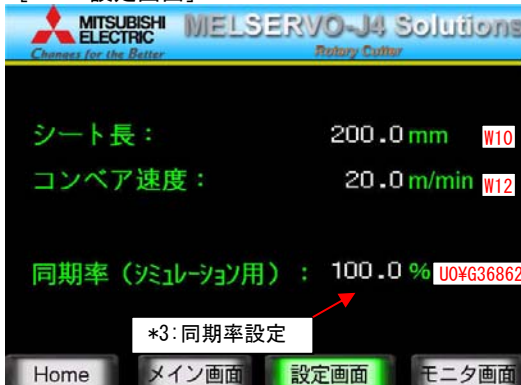 MITSUBISHI ELECTRIC
Changes for the Better
MELSERVO-J4 Solutions
Rotary Cutter
シート長： 200.0 mm W10
コンベア速度： 20.0 m/min W12
同期率（ｼﾐｭﾚｰｼｮﾝ用）： 100.0 % U0¥G36862
*3:同期率設定
Home メイン画面 設定画面 モニタ画面